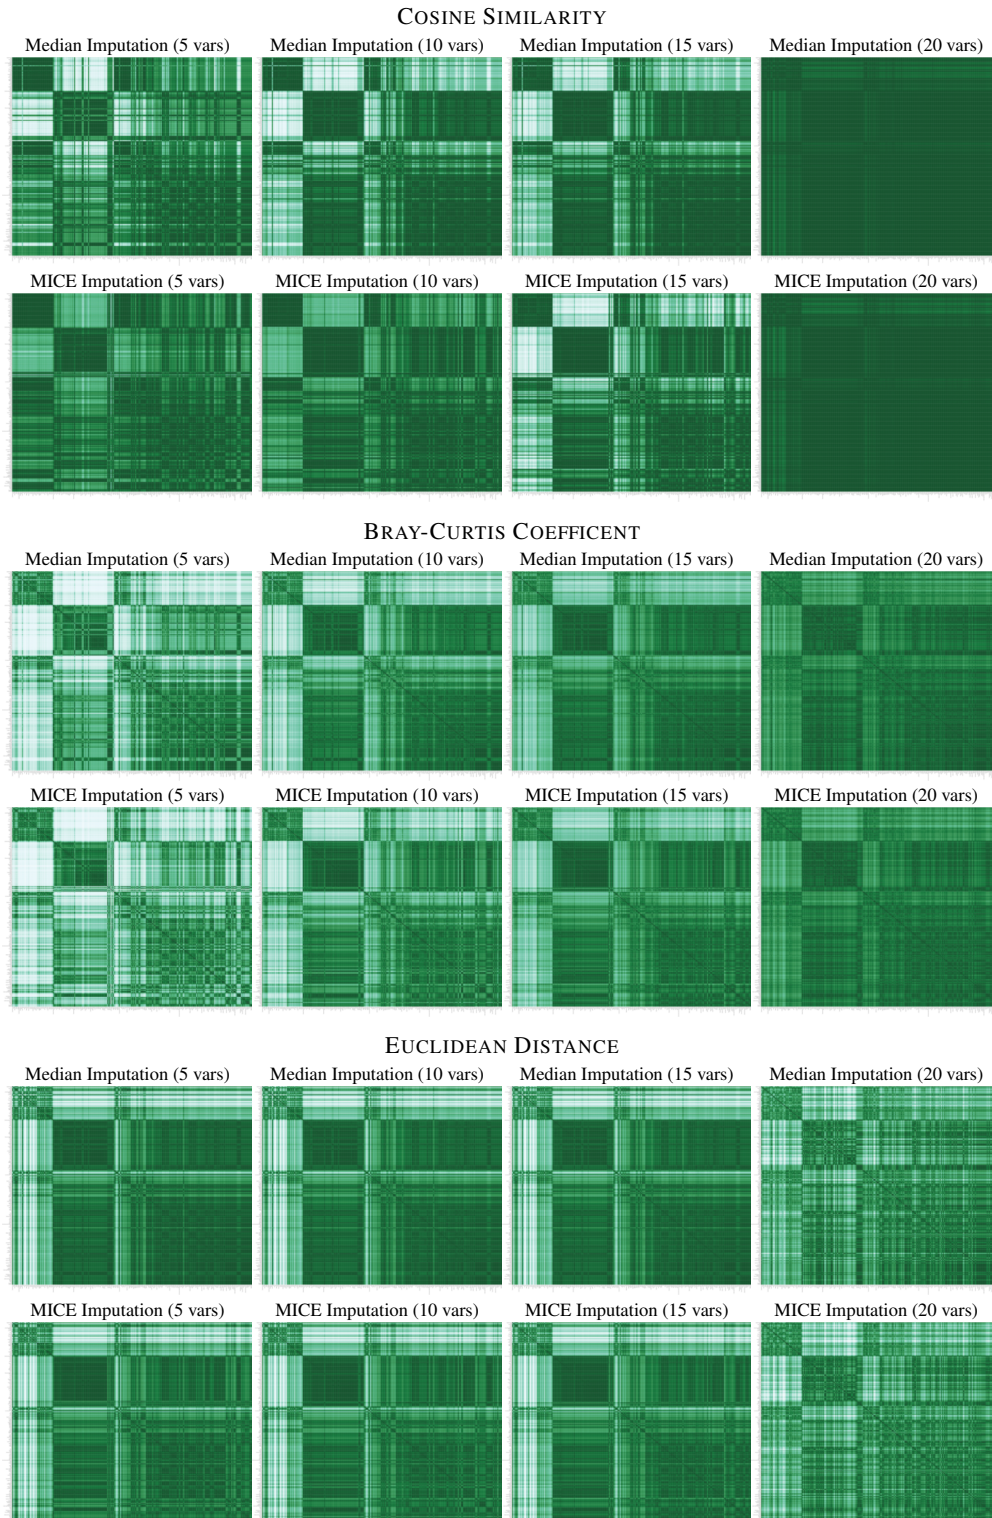 COSINE SIMILARITY
Median Imputation (5 vars) Median Imputation (10 vars) Median Imputation (15 vars) Median Imputation (20 vars)
MICE Imputation (5 vars) MICE Imputation (10 vars) MICE Imputation (15 vars) MICE Imputation (20 vars)
BRAY-CURTIS COEFFICENT
Median Imputation (5 vars) Median Imputation (10 vars) Median Imputation (15 vars) Median Imputation (20 vars)
MICE Imputation (5 vars) MICE Imputation (10 vars) MICE Imputation (15 vars) MICE Imputation (20 vars)
EUCLIDEAN DISTANCE
Median Imputation (5 vars) Median Imputation (10 vars) Median Imputation (15 vars) Median Imputation (20 vars)
MICE Imputation (5 vars) MICE Imputation (10 vars) MICE Imputation (15 vars) MICE Imputation (20 vars)